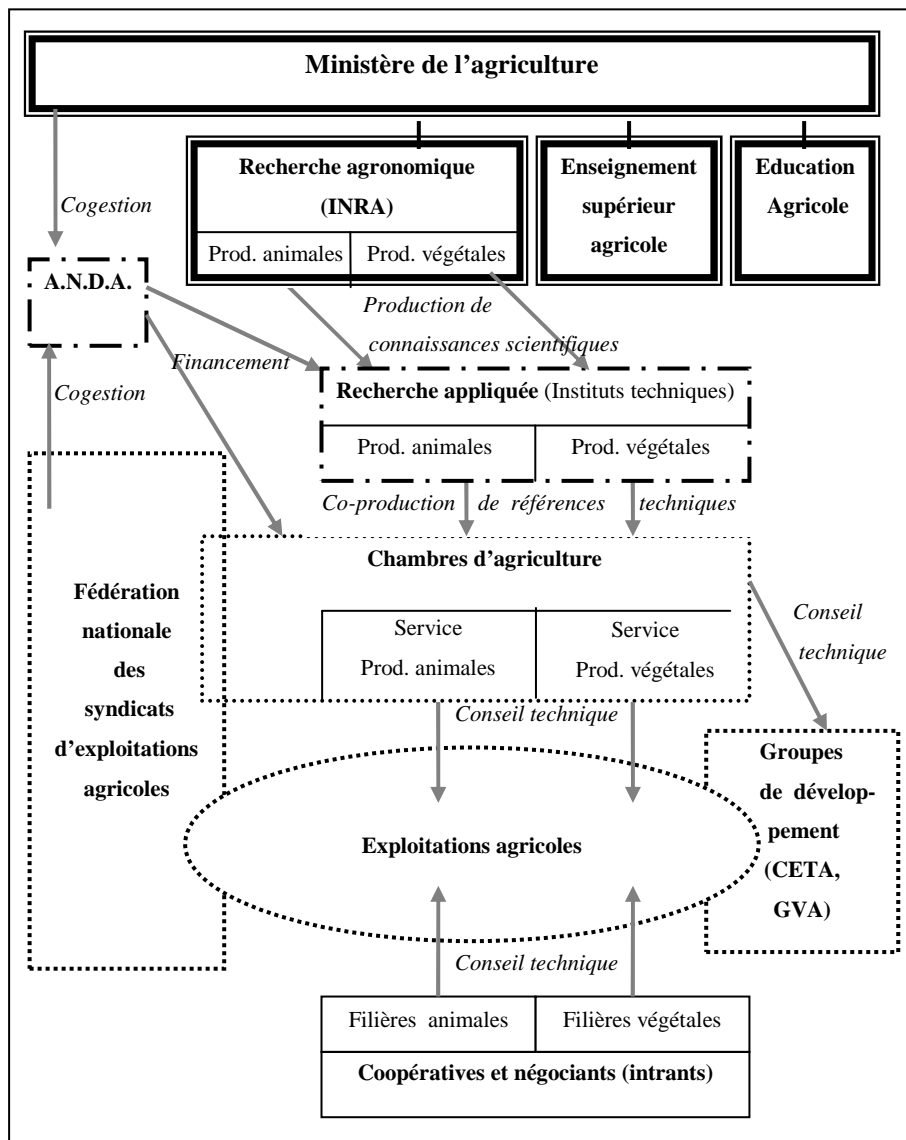 Ministère de l’agriculture
Recherche agronomique
(INRA)
Prod. animales
Prod. végétales
Enseignement
supérieur
agricole
Education
Agricole
Cogestion
A.N.D.A.
Production de
connaissances scientifiques
Financement
Cogestion
Recherche appliquée (Instituts techniques)
Prod. animales
Prod. végétales
Co-production de références techniques
Chambres d’agriculture
Service
Prod. animales
Service
Prod. végétales
Conseil
technique
Fédération
nationale
des
syndicats
d’exploitations
agricoles
Conseil technique
Groupes
de dévelop-
pement
(CETA,
GVA)
Exploitations agricoles
Conseil technique
Filières animales
Filières végétales
Coopératives et négociants (intrants)